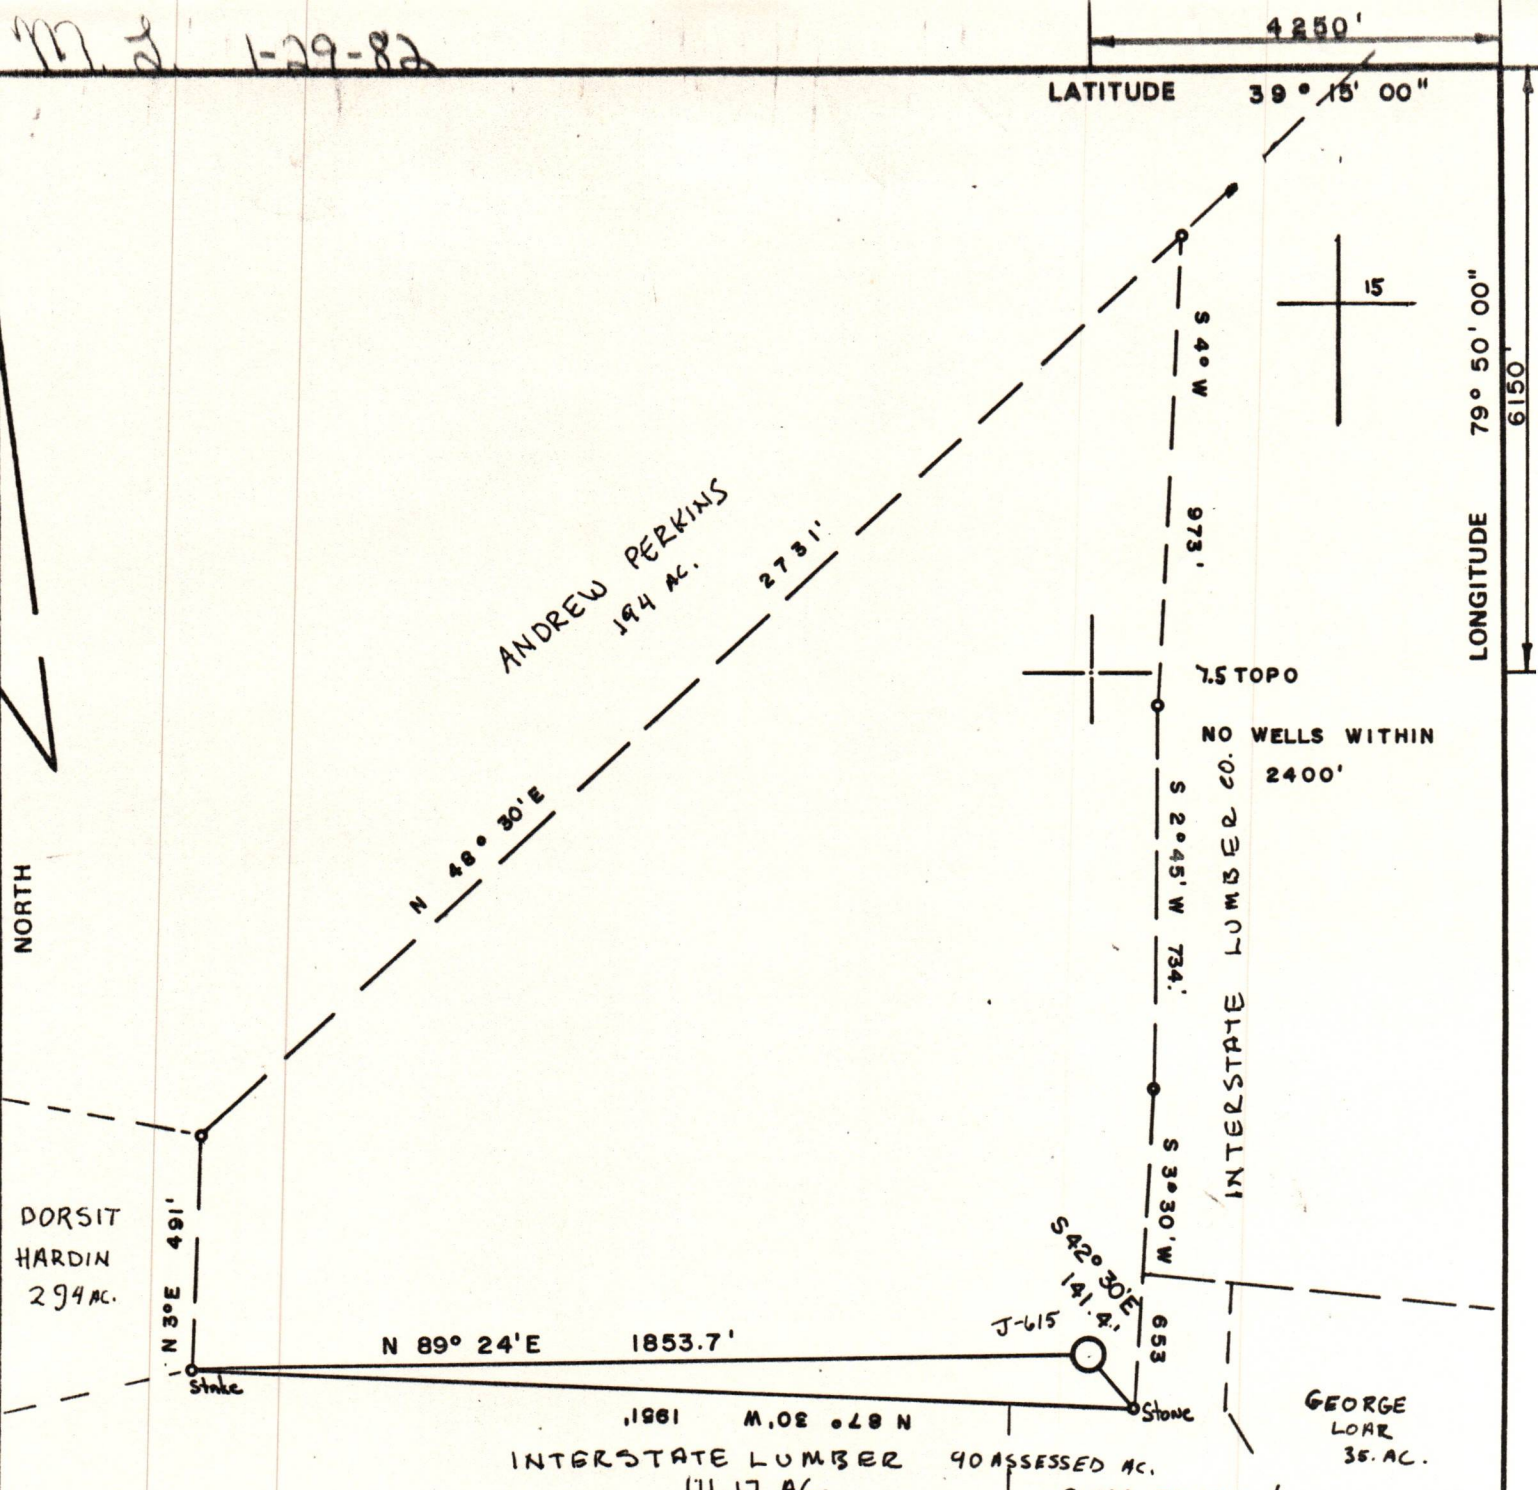 M. L. 1-29-82
4250'
LATITUDE 39° 15' 00"
15
LONGITUDE 79° 50' 00"
6150'
S 4° W 973'
ANDREW PERKINS
194 AC.
N 48° 30' E 2731'
7.5 TOPO
NO WELLS WITHIN
2400'
S 2° 45' W 734'
INTERSTATE LUMBER CO.
NORTH
S 3° 30' W 653
DORSIT
HARDIN
294 AC.
N 3° E 491'
S 42° 30' E
141.4'
J-615
N 89° 24' E 1853.7'
Stake
Stone
N 87° 30' W 1951'
GEORGE
LOAR
35. AC.
INTERSTATE LUMBER
90 ASSESSED AC.